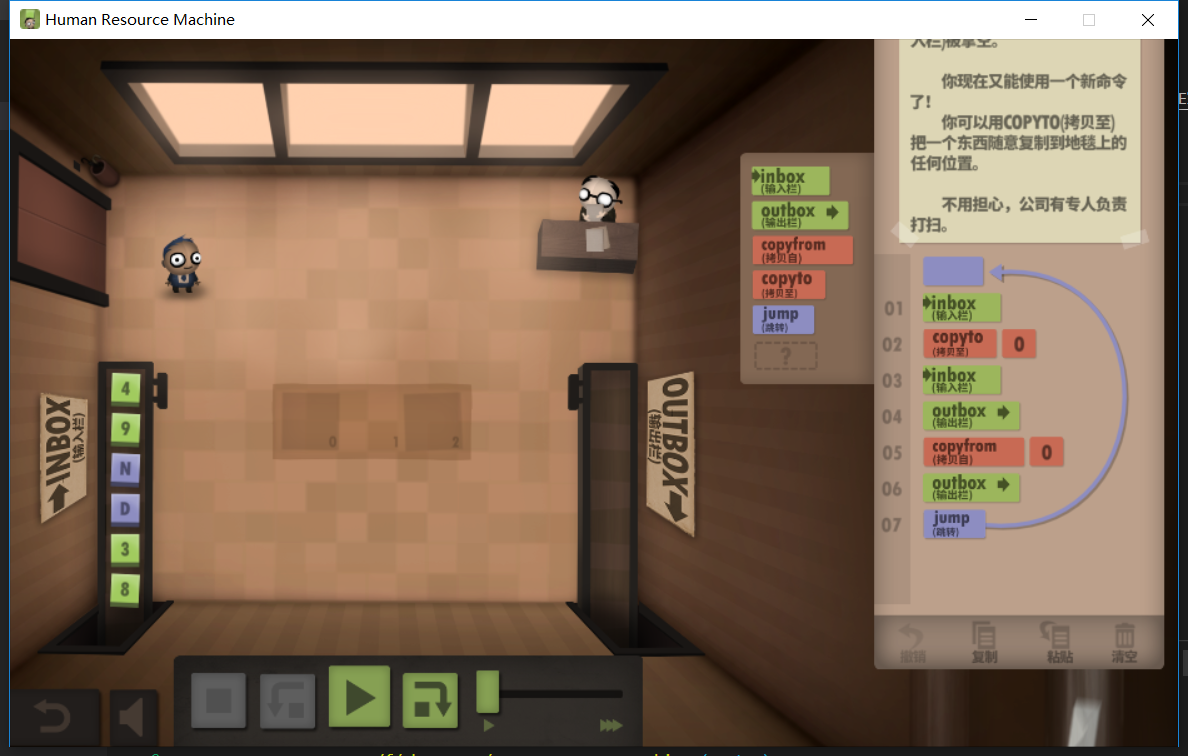 Human Resource Machine
人栏)被拿空。
你现在又能使用一个新命令
了!
你可以用COPYTO(拷贝至)
把一个东西随意复制到地毯上的
任何位置。
不用担心，公司有专人负责
打扫。
inbox
(输入栏)
outbox
(输出栏)
copyfrom
(拷贝自)
copyto
(拷贝至)
jump
(跳转)
?
01 inbox
(输入栏)
02 copyto 0
(拷贝至)
03 inbox
(输入栏)
04 outbox
(输出栏)
05 copyfrom 0
(拷贝自)
06 outbox
(输出栏)
07 jump
(跳转)
INBOX
(输入栏)
4
9
N
D
3
8
0 1 2
OUTBOX
(输出栏)
撤销 复制 粘贴 清空